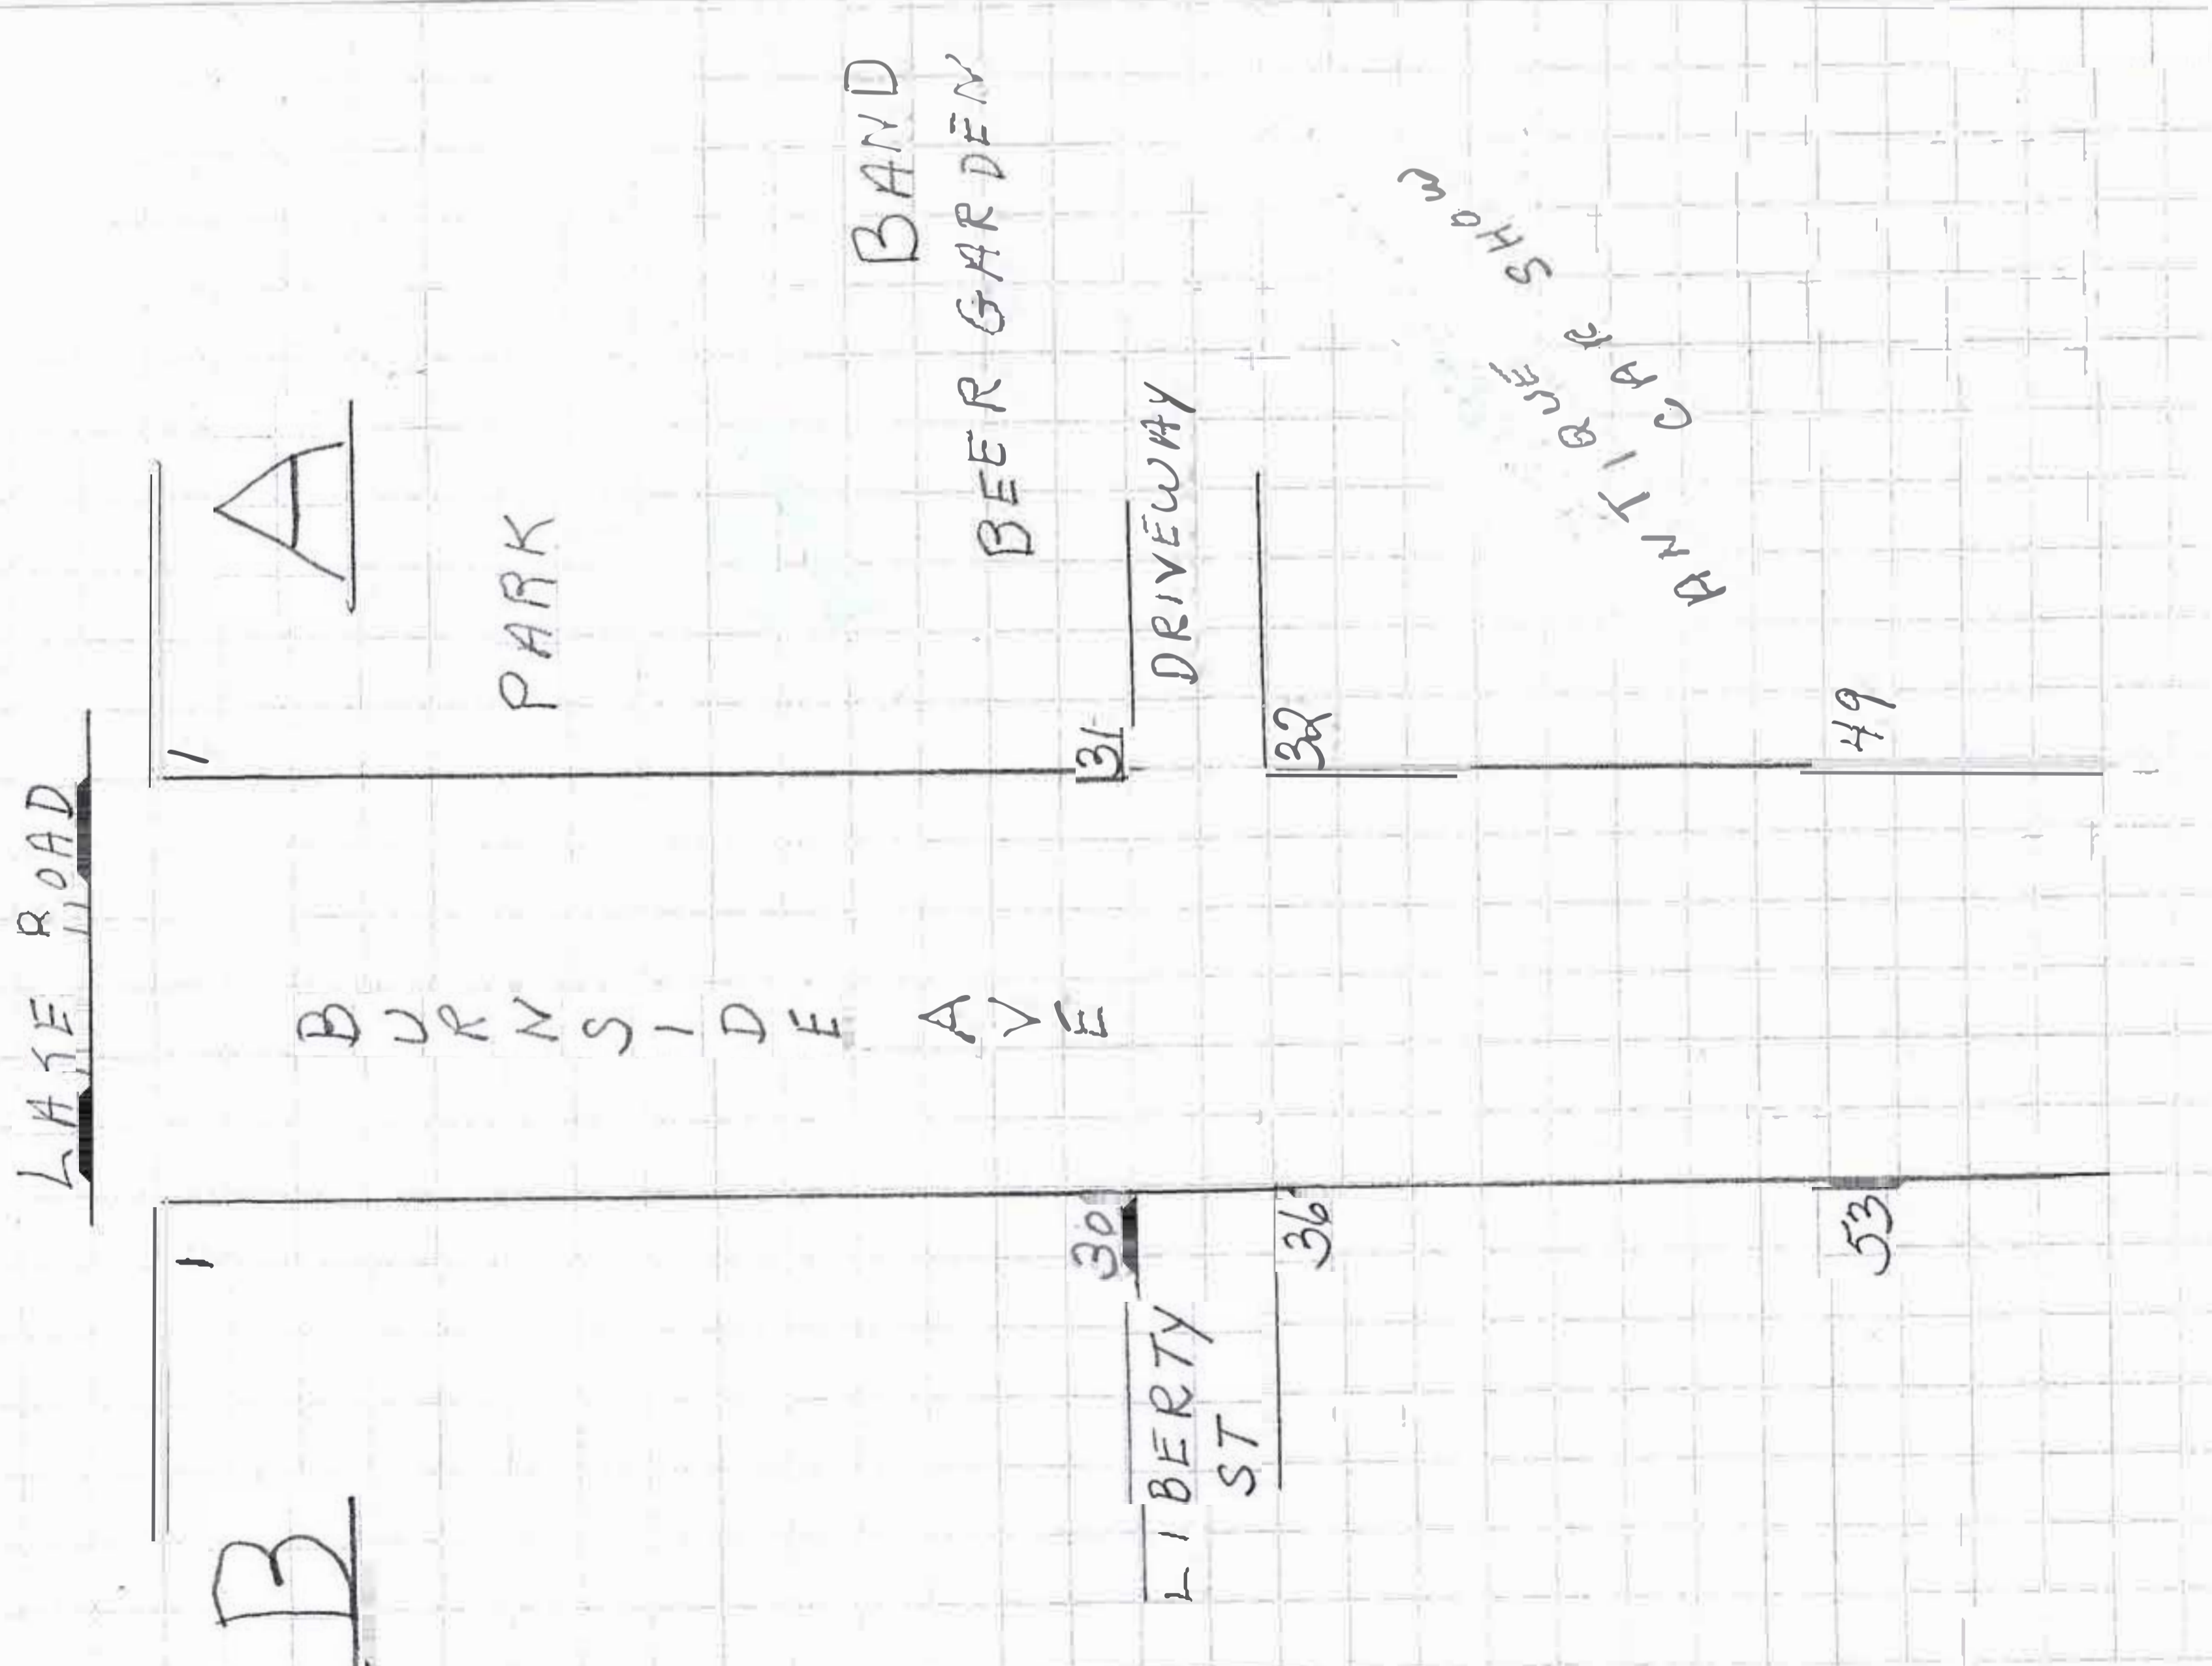 LAKE ROAD
A
1
PARK
BAND
BEER GARDEN
31
DRIVEWAY
32
ANTIQUE
CAR SHOW
49
BURNSIDE AVE
B
1
30
LIBERTY
ST
36
53